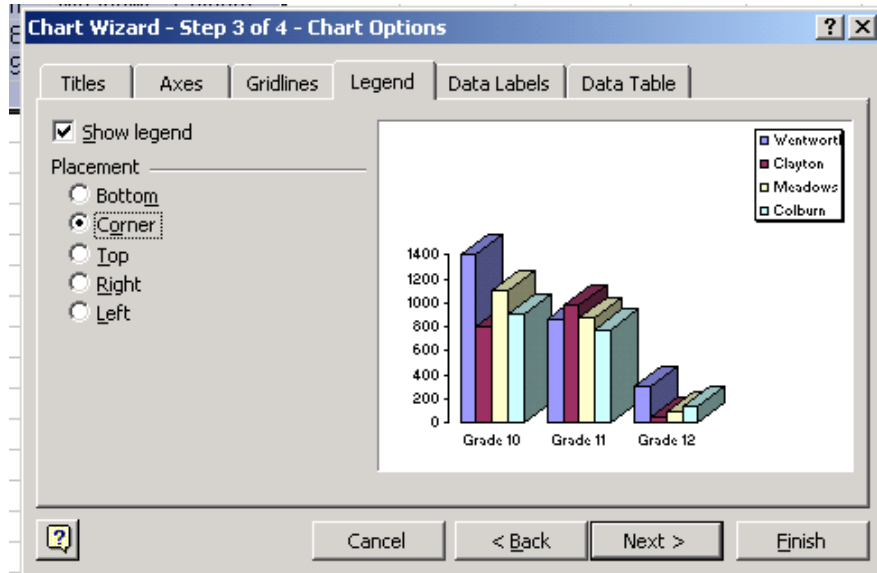 Chart Wizard - Step 3 of 4 - Chart Options
Titles Axes Gridlines Legend Data Labels Data Table
Show legend
Placement
Bottom
Corner
Top
Right
Left
Wentworth
Clayton
Meadows
Colburn
1400
1200
1000
800
600
400
200
0
Grade 10 Grade 11 Grade 12
Cancel < Back Next > Finish